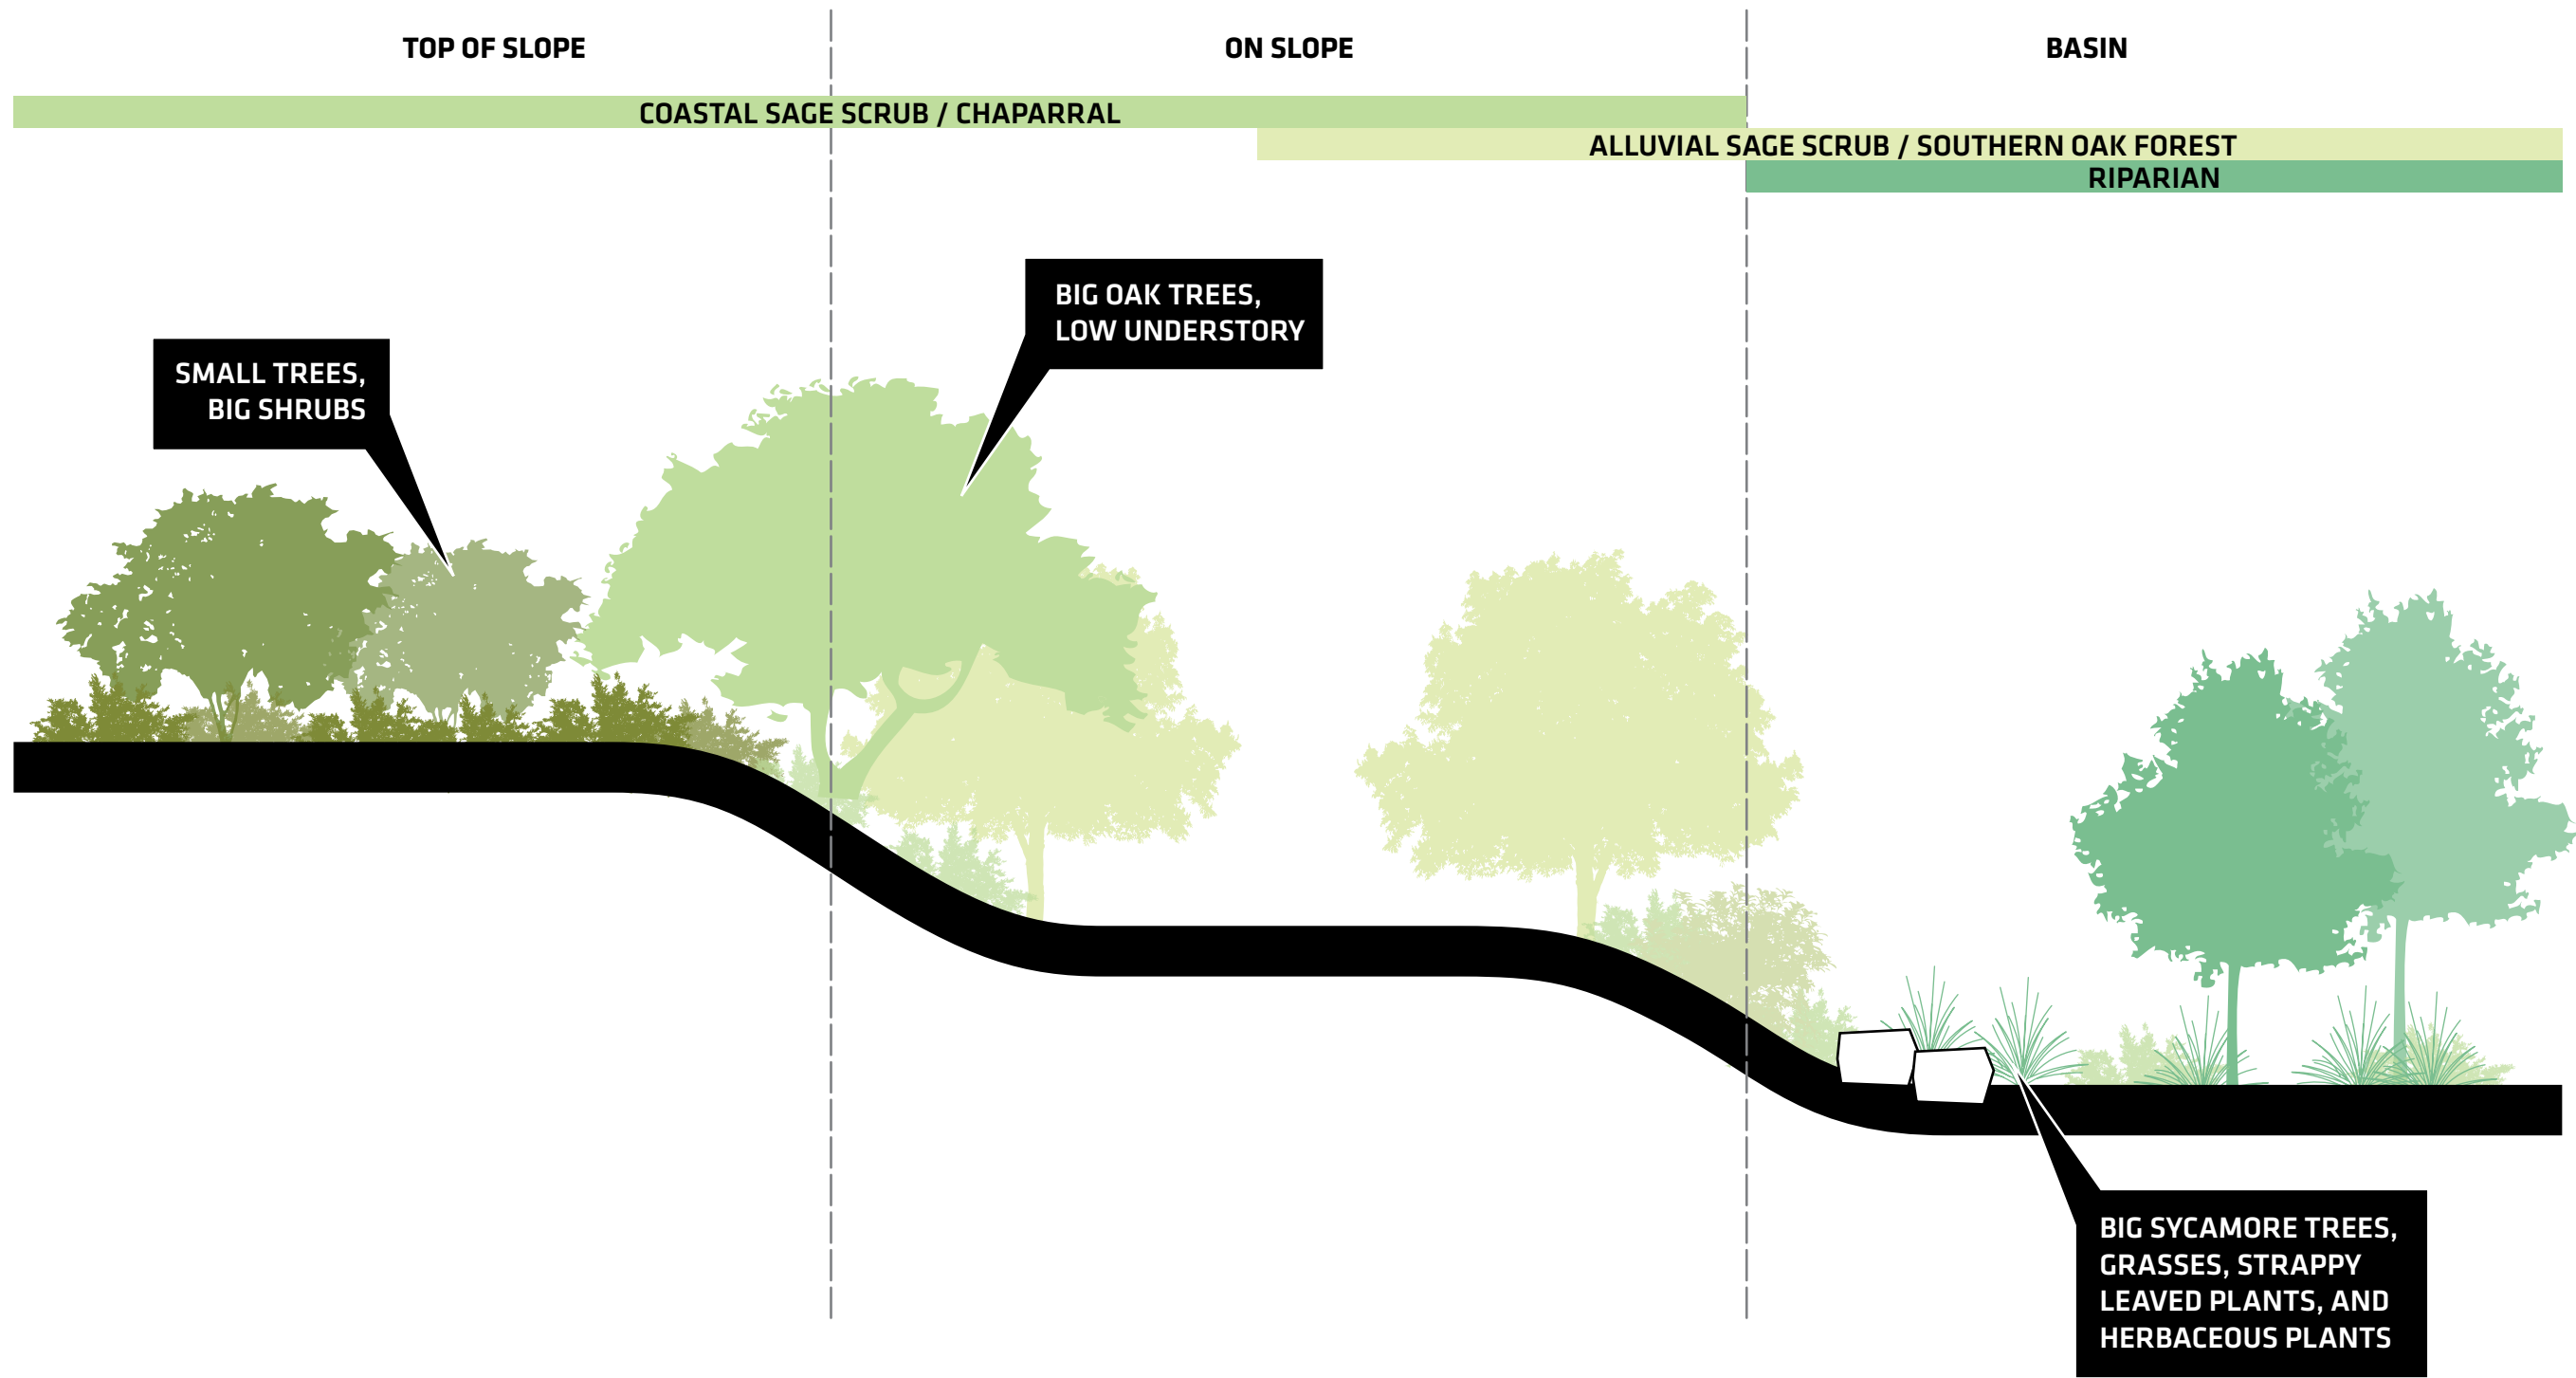 TOP OF SLOPE
ON SLOPE
BASIN
COASTAL SAGE SCRUB / CHAPARRAL
ALLUVIAL SAGE SCRUB / SOUTHERN OAK FOREST
RIPARIAN
BIG OAK TREES,
LOW UNDERSTORY
SMALL TREES,
BIG SHRUBS
BIG SYCAMORE TREES,
GRASSES, STRAPPY
LEAVED PLANTS, AND
HERBACEOUS PLANTS